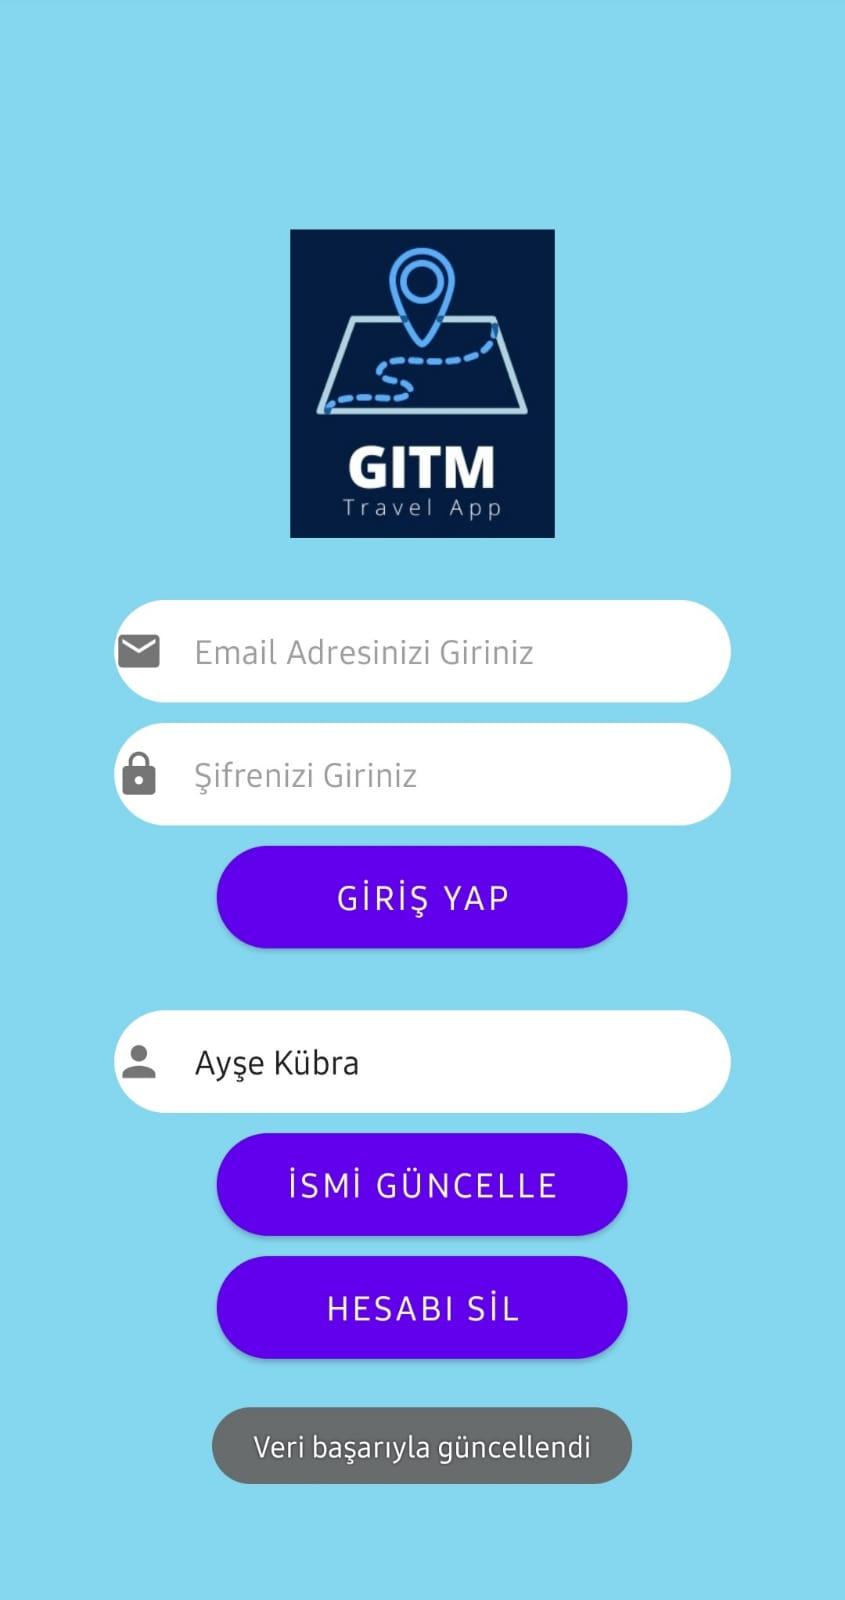 GITM
Travel App
Email Adresinizi Giriniz
Şifrenizi Giriniz
GİRİŞ YAP
Ayşe Kübra
İSMİ GÜNCELLE
HESABI SİL
Veri başarıyla güncellendi